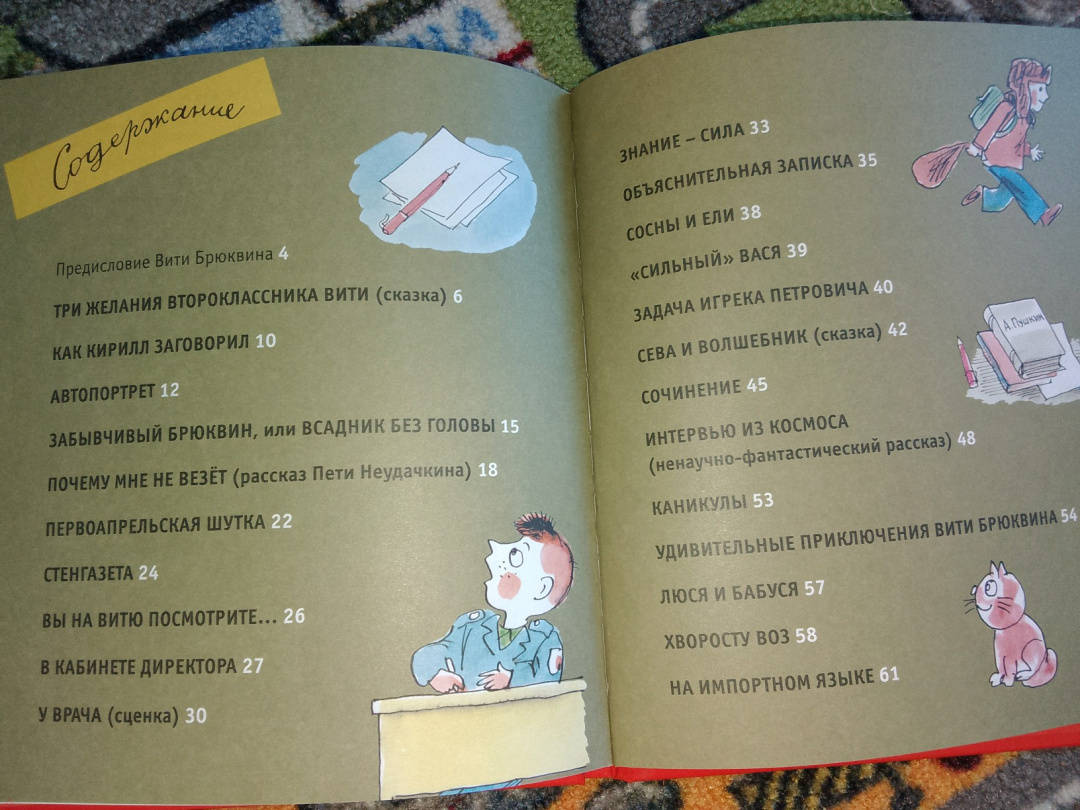 Содержание
Предисловие Вити Брюквина 4
ТРИ ЖЕЛАНИЯ ВТОРОКЛАССНИКА ВИТИ (сказка) 6
КАК КИРИЛЛ ЗАГОВОРИЛ 10
АВТОПОРТРЕТ 12
ЗАБЫВЧИВЫЙ БРЮКВИН, или ВСАДНИК БЕЗ ГОЛОВЫ 15
ПОЧЕМУ МНЕ НЕ ВЕЗЁТ (рассказ Пети Неудачкина) 18
ПЕРВОАПРЕЛЬСКАЯ ШУТКА 22
СТЕНГАЗЕТА 24
ВЫ НА ВИТЮ ПОСМОТРИТЕ... 26
В КАБИНЕТЕ ДИРЕКТОРА 27
У ВРАЧА (сценка) 30
ЗНАНИЕ – СИЛА 33
ОБЪЯСНИТЕЛЬНАЯ ЗАПИСКА 35
СОСНЫ И ЕЛИ 38
«СИЛЬНЫЙ» ВАСЯ 39
ЗАДАЧА ИГРЕКА ПЕТРОВИЧА 40
СЕВА И ВОЛШЕБНИК (сказка) 42
СОЧИНЕНИЕ 45
ИНТЕРВЬЮ ИЗ КОСМОСА
(ненаучно-фантастический рассказ) 48
КАНИКУЛЫ 53
УДИВИТЕЛЬНЫЕ ПРИКЛЮЧЕНИЯ ВИТИ БРЮКВИНА 54
ЛЮСЯ И БАБУСЯ 57
ХВОРОСТУ ВОЗ 58
НА ИМПОРТНОМ ЯЗЫКЕ 61
А.Пушкин